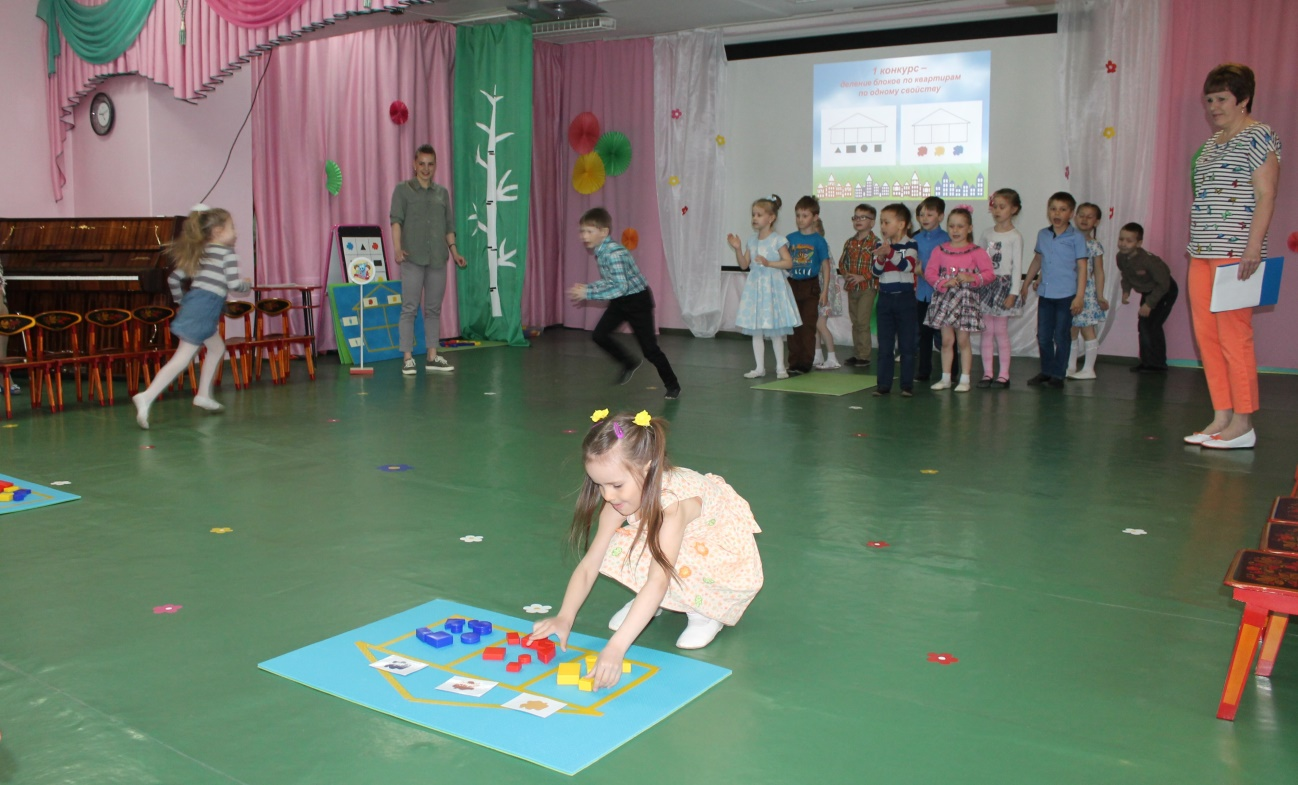 1 конкурс –
деление блоков по квартирам
по одному свойству